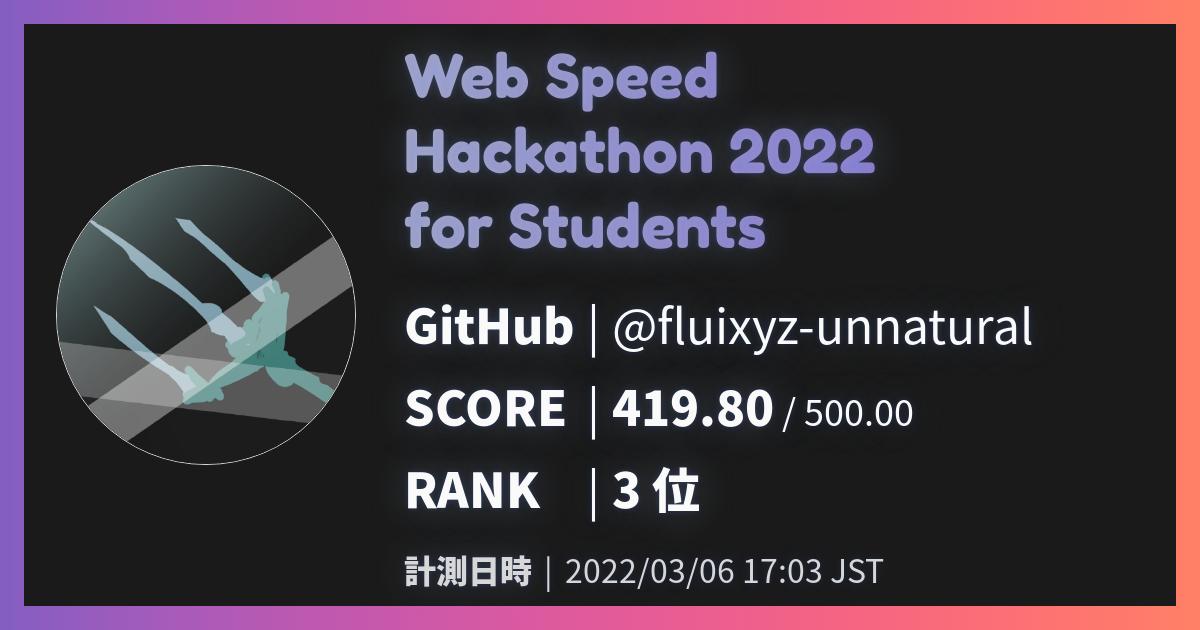 Web Speed
Hackathon 2022
for Students
GitHub | @fluixyz-unnatural
SCORE | 419.80 / 500.00
RANK | 3 位
計測日時 | 2022/03/06 17:03 JST